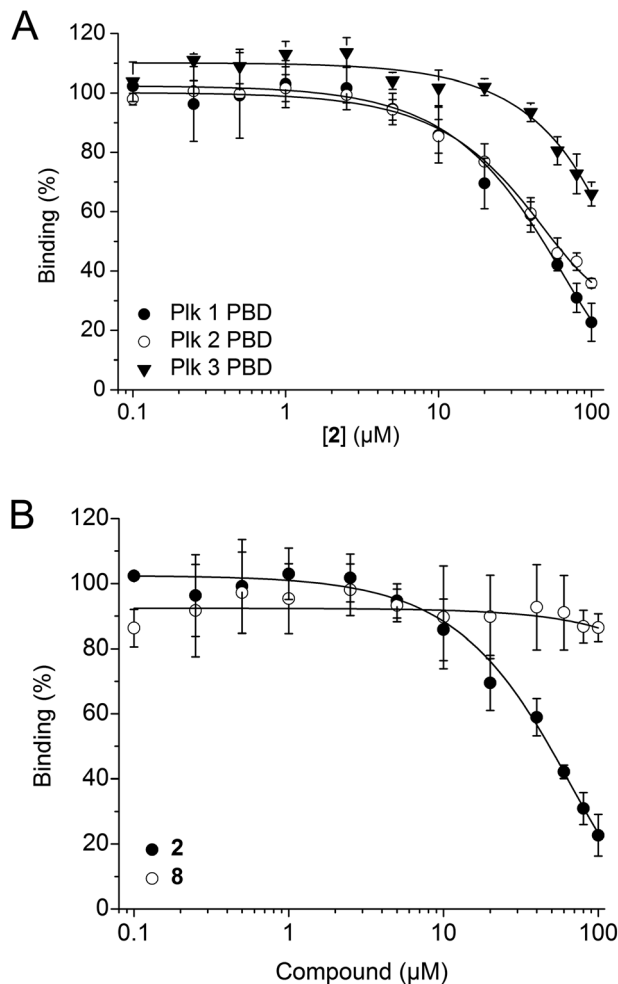 A
120
100
80
60
40
20
0
Binding (%)
Plk 1 PBD
Plk 2 PBD
Plk 3 PBD
0.1 1 10 100
[2] (µM)
B
120
100
80
60
40
20
0
Binding (%)
2
8
0.1 1 10 100
Compound (µM)